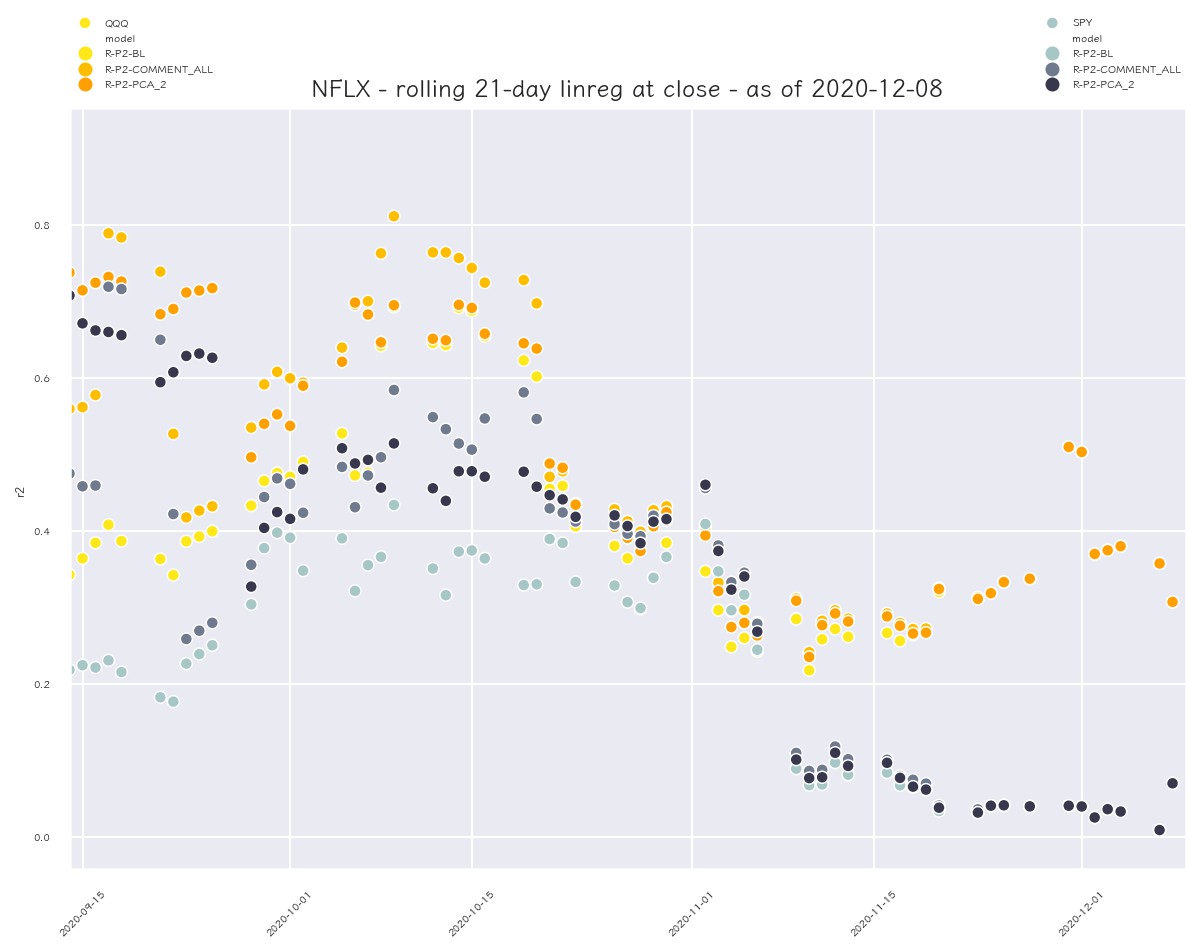 QQQ
model
R-P2-BL
R-P2-COMMENT_ALL
R-P2-PCA_2
SPY
model
R-P2-BL
R-P2-COMMENT_ALL
R-P2-PCA_2
NFLX - rolling 21-day linreg at close - as of 2020-12-08
r2
0.8
0.6
0.4
0.2
0.0
2020-09-15
2020-10-01
2020-10-15
2020-11-01
2020-11-15
2020-12-01